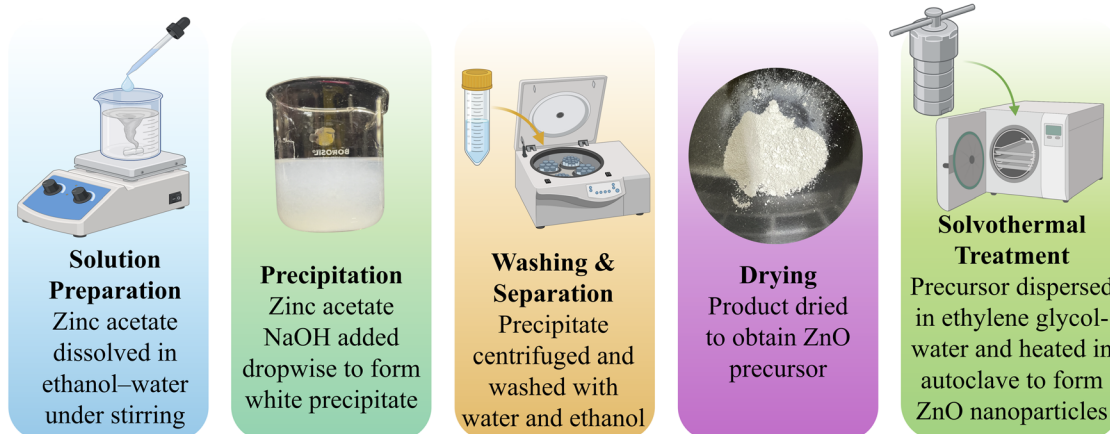 BOROSIL
Solution
Preparation
Zinc acetate
dissolved in
ethanol–water
under stirring
Precipitation
Zinc acetate
NaOH added
dropwise to form
white precipitate
Washing &
Separation
Precipitate
centrifuged and
washed with
water and ethanol
Drying
Product dried
to obtain ZnO
precursor
Solvothermal
Treatment
Precursor dispersed
in ethylene glycol-
water and heated in
autoclave to form
ZnO nanoparticles